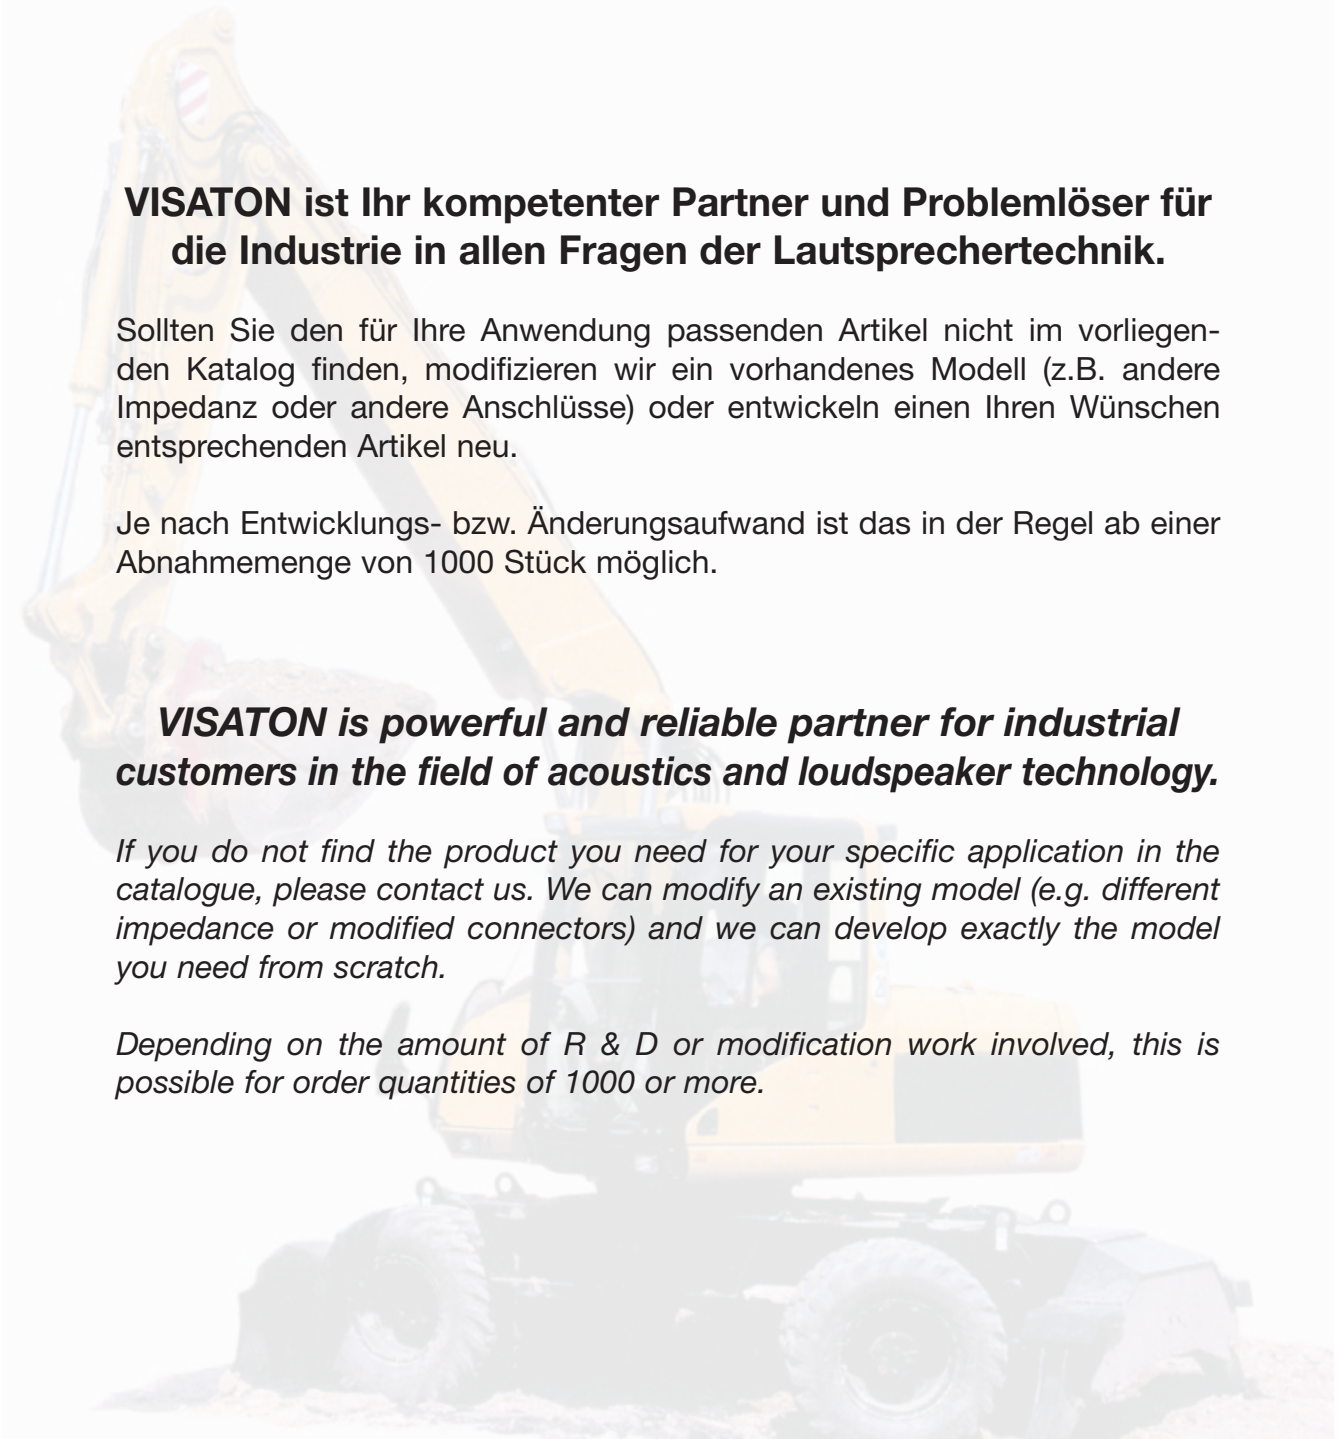 VISATON ist Ihr kompetenter Partner und Problemlöser für
die Industrie in allen Fragen der Lautsprechertechnik.
Sollten Sie den für Ihre Anwendung passenden Artikel nicht im vorliegen-
den Katalog finden, modifizieren wir ein vorhandenes Modell (z.B. andere
Impedanz oder andere Anschlüsse) oder entwickeln einen Ihren Wünschen
entsprechenden Artikel neu.
Je nach Entwicklungs- bzw. Änderungsaufwand ist das in der Regel ab einer
Abnahmemenge von 1000 Stück möglich.
VISATON is powerful and reliable partner for industrial
customers in the field of acoustics and loudspeaker technology.
If you do not find the product you need for your specific application in the
catalogue, please contact us. We can modify an existing model (e.g. different
impedance or modified connectors) and we can develop exactly the model
you need from scratch.
Depending on the amount of R & D or modification work involved, this is
possible for order quantities of 1000 or more.